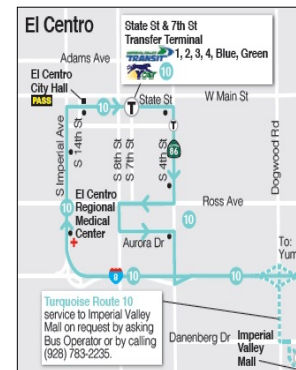 El Centro
State St & 7th St
Transfer Terminal
TRANSIT 1, 2, 3, 4, Blue, Green
10
Adams Ave
El Centro
City Hall
PASS
10
T
State St
W Main St
T
S Imperial Ave
S 14th St
S 8th St
S 7th St
S 4th St
86
Dogwood Rd
Ross Ave
10
El Centro
Regional
Medical
Center
10
Aurora Dr
To:
Yum
8
10
10
Turquoise Route 10
service to Imperial Valley
Mall on request by asking
Bus Operator or by calling
(928) 783-2235.
Danenberg Dr
Imperial
Valley
Mall